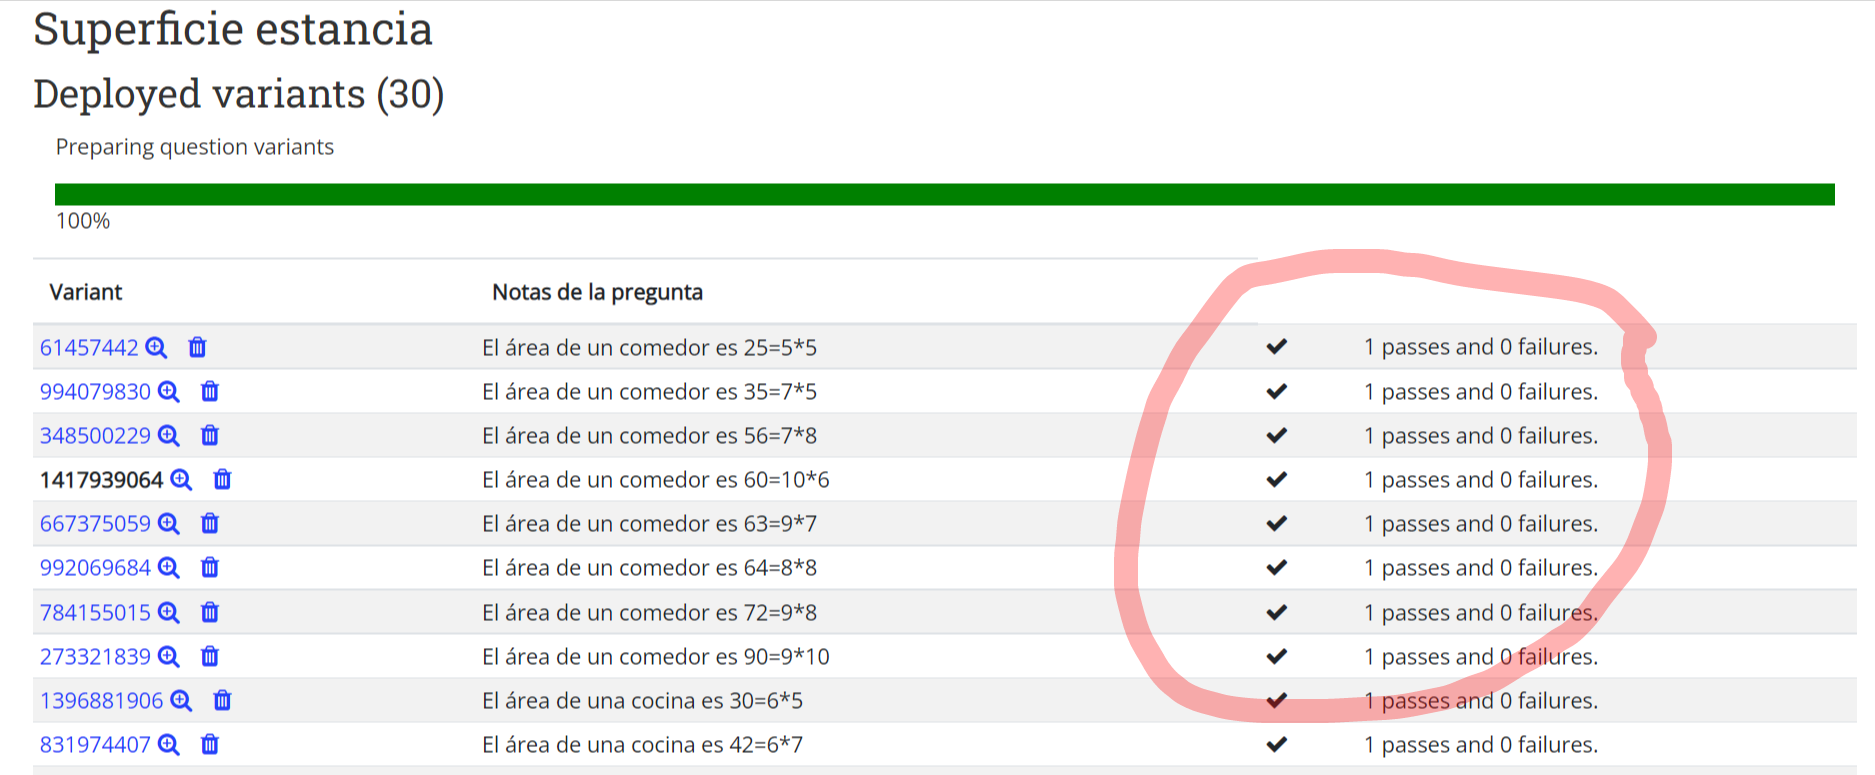 Superficie estancia
Deployed variants (30)
Preparing question variants
100%
Variant Notas de la pregunta
61457442 El área de un comedor es 25=5*5 1 passes and 0 failures.
994079830 El área de un comedor es 35=7*5 1 passes and 0 failures.
348500229 El área de un comedor es 56=7*8 1 passes and 0 failures.
1417939064 El área de un comedor es 60=10*6 1 passes and 0 failures.
667375059 El área de un comedor es 63=9*7 1 passes and 0 failures.
992069684 El área de un comedor es 64=8*8 1 passes and 0 failures.
784155015 El área de un comedor es 72=9*8 1 passes and 0 failures.
273321839 El área de un comedor es 90=9*10 1 passes and 0 failures.
1396881906 El área de una cocina es 30=6*5 1 passes and 0 failures.
831974407 El área de una cocina es 42=6*7 1 passes and 0 failures.